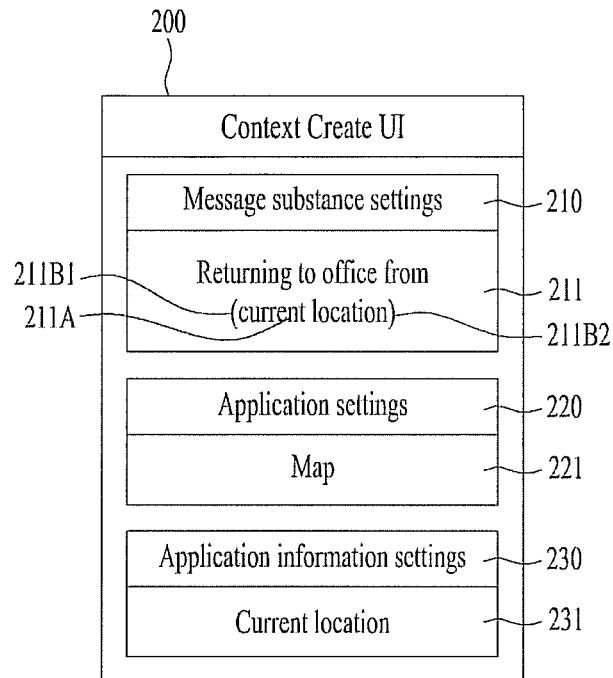 200
Context Create UI
Message substance settings
210
Returning to office from
211
211B1
(current location)
211A
211B2
Application settings
220
Map
221
Application information settings
230
Current location
231